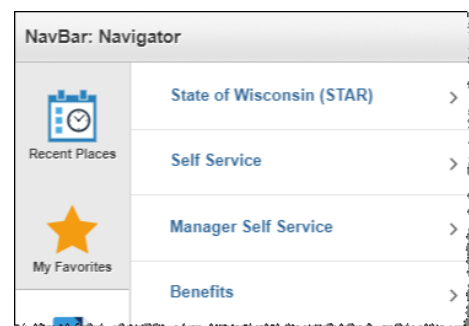 NavBar: Navigator
State of Wisconsin (STAR)
Recent Places
Self Service
Manager Self Service
My Favorites
Benefits